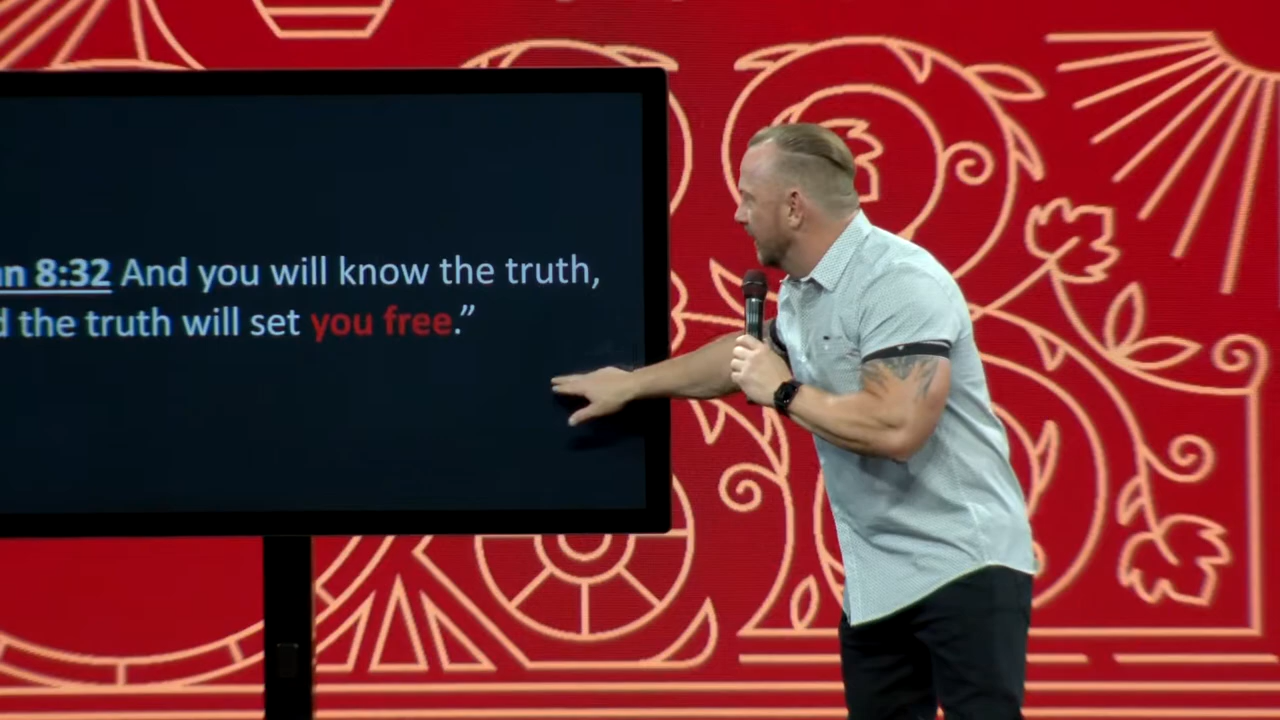 n 8:32 And you will know the truth,
d the truth will set you free.”